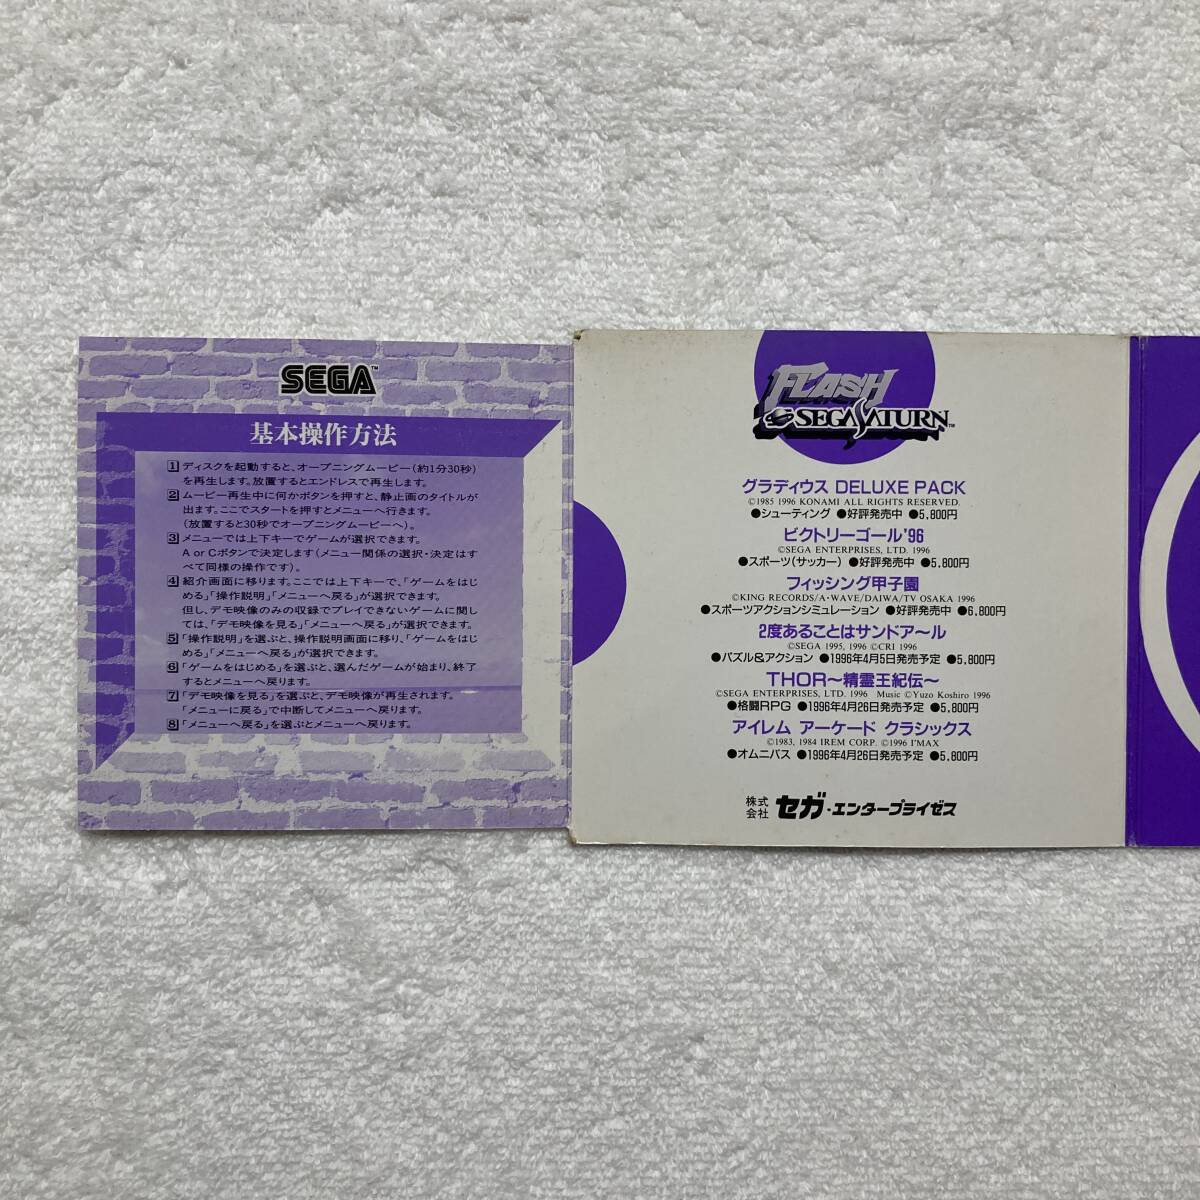 SEGA™
基本操作方法
1 ディスクを起動すると、オープニングムービー(約1分30秒)
を再生します。放置するとエンドレスで再生します。
2 ムービー再生中に何かボタンを押すと、静止画のタイトルが
出ます。ここでスタートを押すとメニューへ行きます。
(放置すると30秒でオープニングムービーへ)。
3 メニューでは上下キーでゲームが選択できます。
A or Cボタンで決定します(メニュー関係の選択・決定はす
べて同様の操作です)。
4 紹介画面に移ります。ここでは上下キーで、「ゲームをはじ
める」「操作説明」「メニューへ戻る」が選択できます。
但し、デモ映像のみの収録でプレイできないゲームに関し
ては、「デモ映像を見る」「メニューへ戻る」が選択できます。
5 「操作説明」を選ぶと、操作説明画面に移り、「ゲームをはじ
める」「メニューへ戻る」が選択できます。
6 「ゲームをはじめる」を選ぶと、選んだゲームが始まり、終了
するとメニューへ戻ります。
7 「デモ映像を見る」を選ぶと、デモ映像が再生されます。
「メニューに戻る」で中断してメニューへ戻ります。
8 「メニューへ戻る」を選ぶとメニューへ戻ります。
FLASH
SEGASATURN™
グラディウス DELUXE PACK
©1985 1996 KONAMI ALL RIGHTS RESERVED.
●シューティング ●好評発売中 ●5,800円
ビクトリーゴール'96
©SEGA ENTERPRISES, LTD. 1996
●スポーツ(サッカー) ●好評発売中 ●5,800円
フィッシング甲子園
©KING RECORDS/A・WAVE/DAIWA/TV OSAKA 1996
●スポーツアクションシミュレーション ●好評発売中 ●6,800円
2度あることはサンドア〜ル
©SEGA 1995, 1996 ©CRI 1996
●パズル&アクション ●1996年4月5日発売予定 ●5,800円
THOR〜精霊王紀伝〜
©SEGA ENTERPRISES, LTD. 1996 Music ©Yuzo Koshiro 1996
●格闘RPG ●1996年4月26日発売予定 ●5,800円
アイレム アーケード クラシックス
©1983, 1984 IREM CORP. ©1996 I'MAX
●オムニバス ●1996年4月26日発売予定 ●5,800円
株式会社 セガ・エンタープライゼス